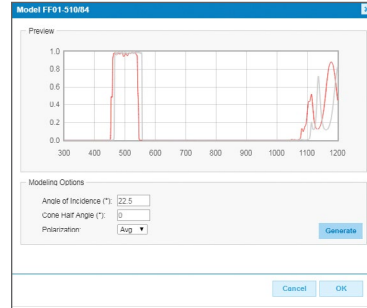 Model FF01-510/84
x
Preview
1.0
0.8
0.6
0.4
0.2
0.0
300 400 500 600 700 800 900 1000 1100 1200
Modeling Options
Angle of Incidence (°): 22.5
Cone Half Angle (°): 0
Polarization: Avg ▼
Generate
Cancel OK